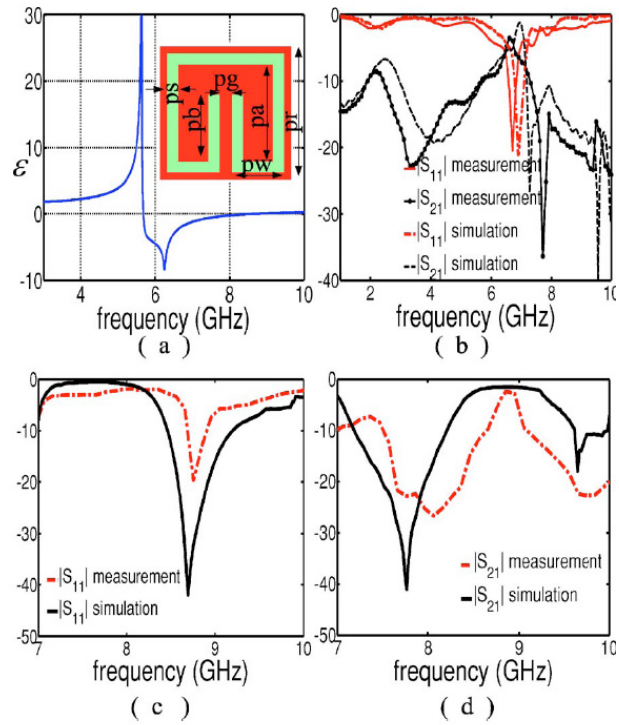 30
20
10
0
-10
ε
4
6
8
10
frequency (GHz)
ps
pb
pg
pa
pr
pw
( a )
0
-10
-20
-30
-40
2
4
6
8
10
|S11| measurement
|S21| measurement
|S11| simulation
|S21| simulation
frequency (GHz)
( b )
0
-10
-20
-30
-40
-50
7
8
9
10
|S11| measurement
|S11| simulation
frequency (GHz)
( c )
0
-10
-20
-30
-40
-50
7
8
9
10
|S21| measurement
|S21| simulation
frequency (GHz)
( d )